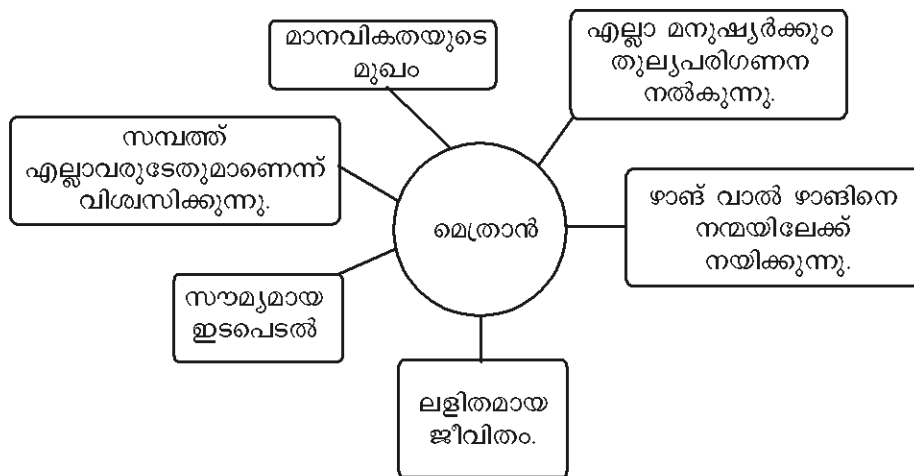 മാനവികതയുടെ
മുഖം
എല്ലാ മനുഷ്യർക്കും
തുല്യപരിഗണന
നൽകുന്നു.
സമ്പത്ത്
എല്ലാവരുടേതുമാണെന്ന്
വിശ്വസിക്കുന്നു.
മെത്രാൻ
ഴാങ് വാൽ ഴാങിനെ
നന്മയിലേക്ക്
നയിക്കുന്നു.
സൗമ്യമായ
ഇടപെടൽ
ലളിതമായ
ജീവിതം.